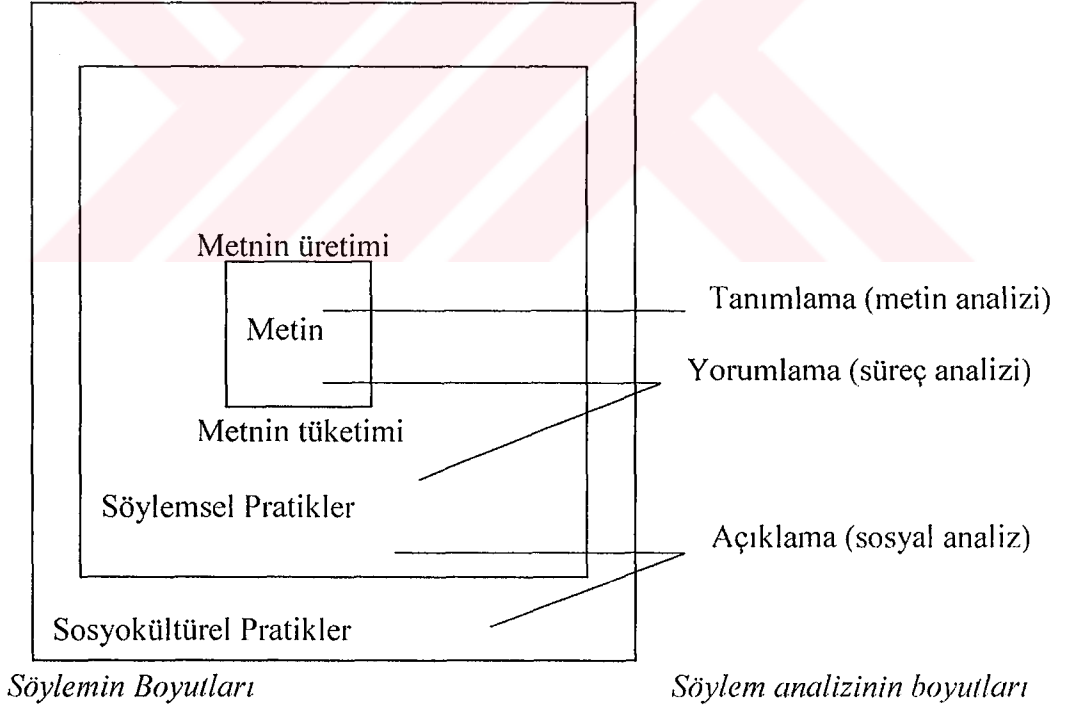 Metnin üretimi
Tanımlama (metin analizi)
Metin
Yorumlama (süreç analizi)
Metnin tüketimi
Söylemsel Pratikler
Açıklama (sosyal analiz)
Sosyokültürel Pratikler
Söylemin Boyutları
Söylem analizinin boyutları